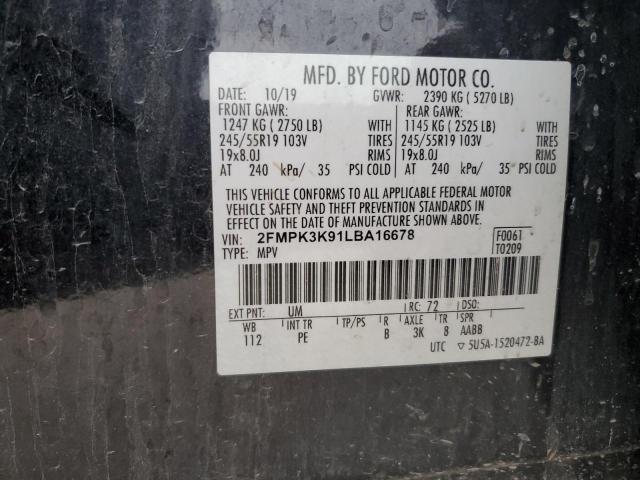 MFD. BY FORD MOTOR CO.
DATE: 10/19 GVWR: 2390 KG ( 5270 LB)
FRONT GAWR: REAR GAWR:
1247 KG ( 2750 LB) WITH 1145 KG ( 2525 LB) WITH
245/55R19 103V TIRES 245/55R19 103V TIRES
19x8.0J RIMS 19x8.0J RIMS
AT 240 kPa/ 35 PSI COLD AT 240 kPa/ 35 PSI COLD
THIS VEHICLE CONFORMS TO ALL APPLICABLE FEDERAL MOTOR
VEHICLE SAFETY AND THEFT PREVENTION STANDARDS IN
EFFECT ON THE DATE OF MANUFACTURE SHOWN ABOVE.
VIN: 2FMPK3K91LBA16678 F0061
TYPE: MPV T0209
EXT PNT: UM RC: 72 DSO:
WB INT TR TP/PS R AXLE TR SPR
112 PE B 3K 8 AABB
UTC ▽ 5U5A-1520472-BA